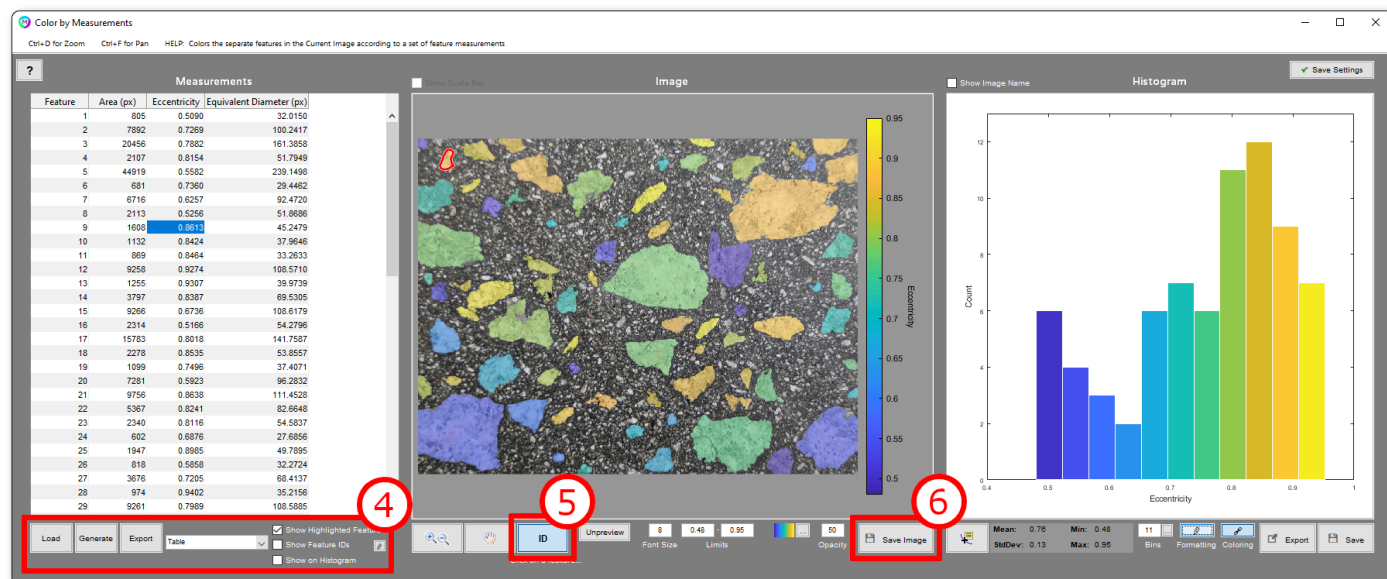 Color by Measurements
Ctrl+D for Zoom Ctrl+F for Pan HELP: Colors the separate features in the Current Image according to a set of feature measurements
?
Measurements
Feature Area (px) Eccentricity Equivalent Diameter (px)
1 805 0.5090 32.0150
2 7892 0.7269 100.2417
3 20456 0.7882 161.3858
4 2107 0.8154 51.7949
5 44919 0.5582 239.1498
6 681 0.7360 29.4462
7 6716 0.6257 92.4720
8 2113 0.5256 51.8686
9 1608 0.8613 45.2479
10 1132 0.8424 37.9646
11 869 0.8464 33.2633
12 9258 0.9274 108.5710
13 1255 0.9307 39.9739
14 3797 0.8387 69.5305
15 9266 0.6736 108.6179
16 2314 0.5166 54.2796
17 15783 0.8018 141.7587
18 2278 0.8535 53.8557
19 1099 0.7496 37.4071
20 7281 0.5923 96.2832
21 9756 0.8638 111.4528
22 5367 0.8241 82.6648
23 2340 0.8116 54.5837
24 602 0.6876 27.6856
25 1947 0.8985 49.7895
26 818 0.5858 32.2724
27 3676 0.7205 68.4137
28 974 0.9402 35.2156
29 9261 0.7989 108.5885
Load Generate Export Table
Show Highlighted
Show Feature IDs
Show on Histogram
4
Show Scale Bar
Image
0.95
0.9
0.85
0.8
0.75
0.7
0.65
0.6
0.55
0.5
Eccentricity
5
ID
Unpreview
8
Font Size
0.48 - 0.95
Limits
...
50
Opacity
6
Save Image
Show Image Name
Histogram
Save Settings
12
10
8
6
4
2
0
Count
0.4 0.5 0.6 0.7 0.8 0.9 1
Eccentricity
Mean: 0.76 Min: 0.48
StdDev: 0.13 Max: 0.95
11 ...
Bins
Formatting
Coloring
Export
Save